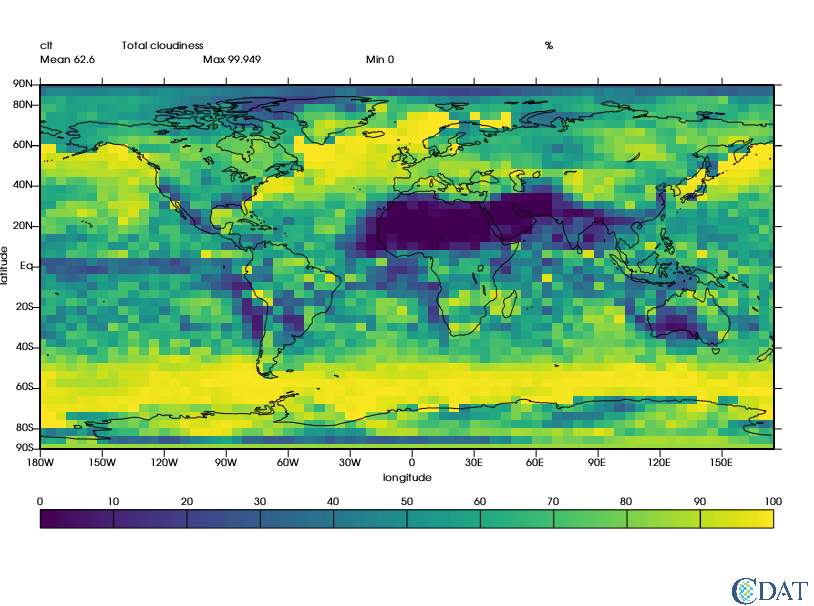 clt Total cloudiness %
Mean 62.6 Max 99.949 Min 0
90N
80N
60N
40N
20N
Eq
20S
40S
60S
80S
90S
latitude
180W 150W 120W 90W 60W 30W 0 30E 60E 90E 120E 150E
longitude
0 10 20 30 40 50 60 70 80 90 100
CDAT